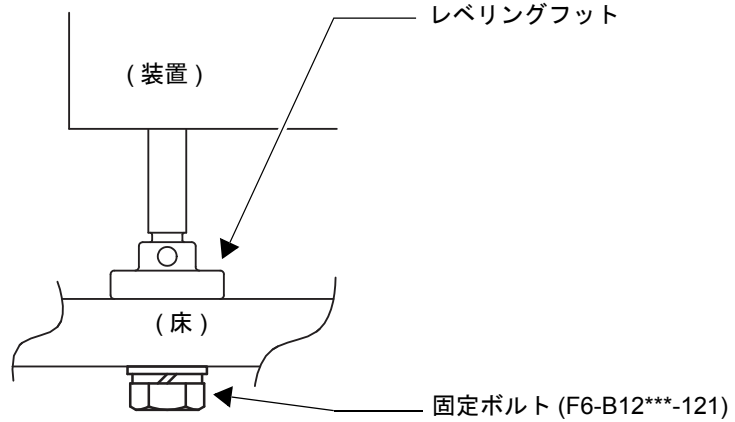 レベリングフット
( 装置 )
( 床 )
固定ボルト (F6-B12***-121)